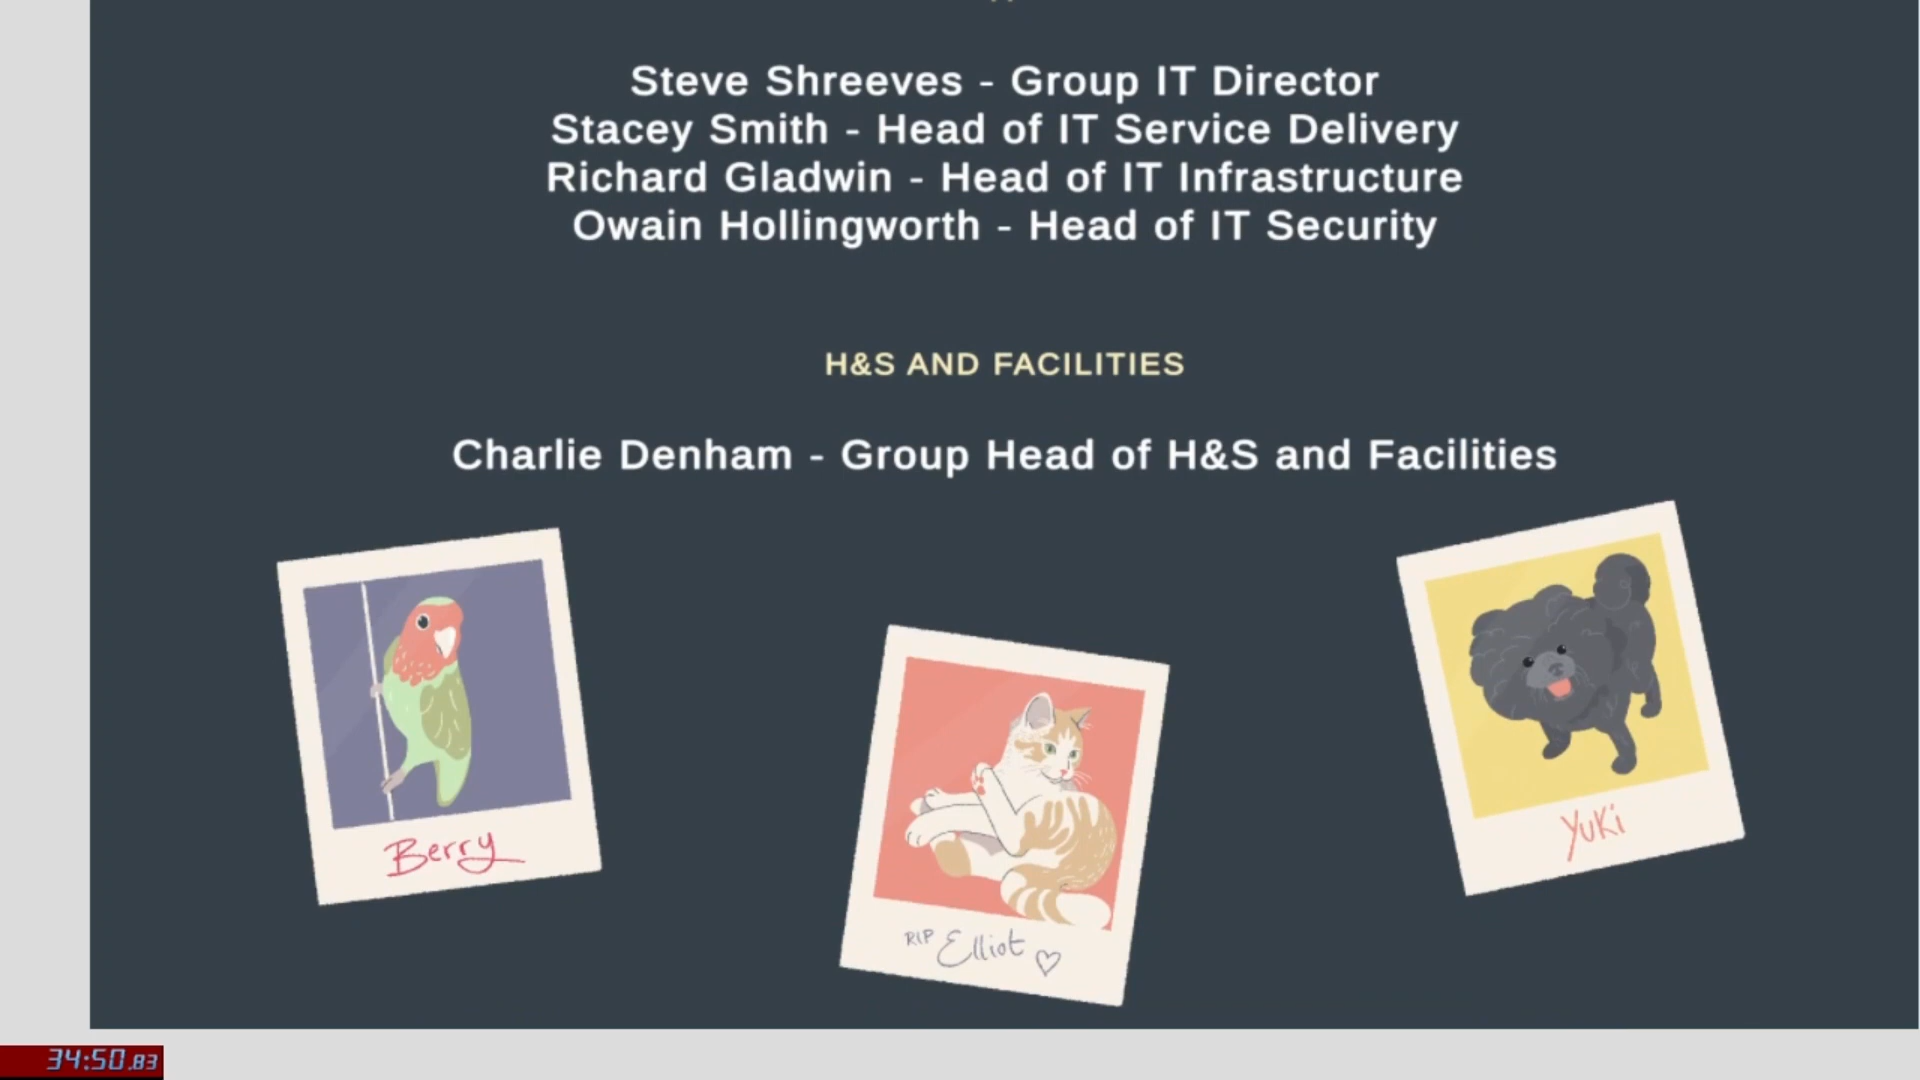 Steve Shreeves - Group IT Director
Stacey Smith - Head of IT Service Delivery
Richard Gladwin - Head of IT Infrastructure
Owain Hollingworth - Head of IT Security
H&S AND FACILITIES
Charlie Denham - Group Head of H&S and Facilities
Berry
RIP Elliot
Yuki
34:50.83